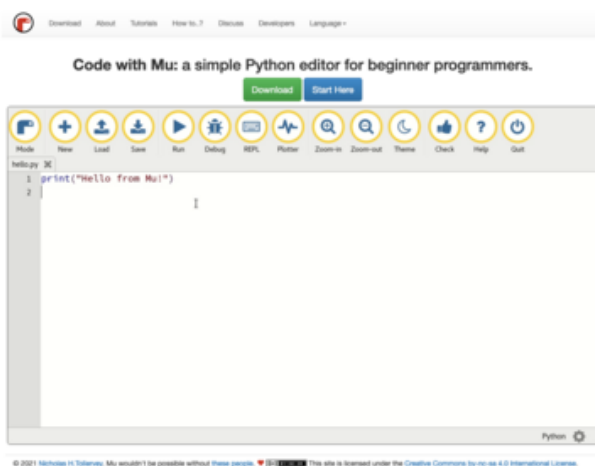 Download About Tutorials How to..? Discuss Developers Language
Code with Mu: a simple Python editor for beginner programmers.
Download Start Here
Mode New Load Save Run Debug REPL Plotter Zoom-in Zoom-out Theme Check Help Quit
hello.py
1 print("Hello from Mu!")
2
Python
© 2021 Nicholas H.Tollervey. Mu wouldn't be possible without these people. This site is licensed under the Creative Commons by-nc-sa 4.0 International License.